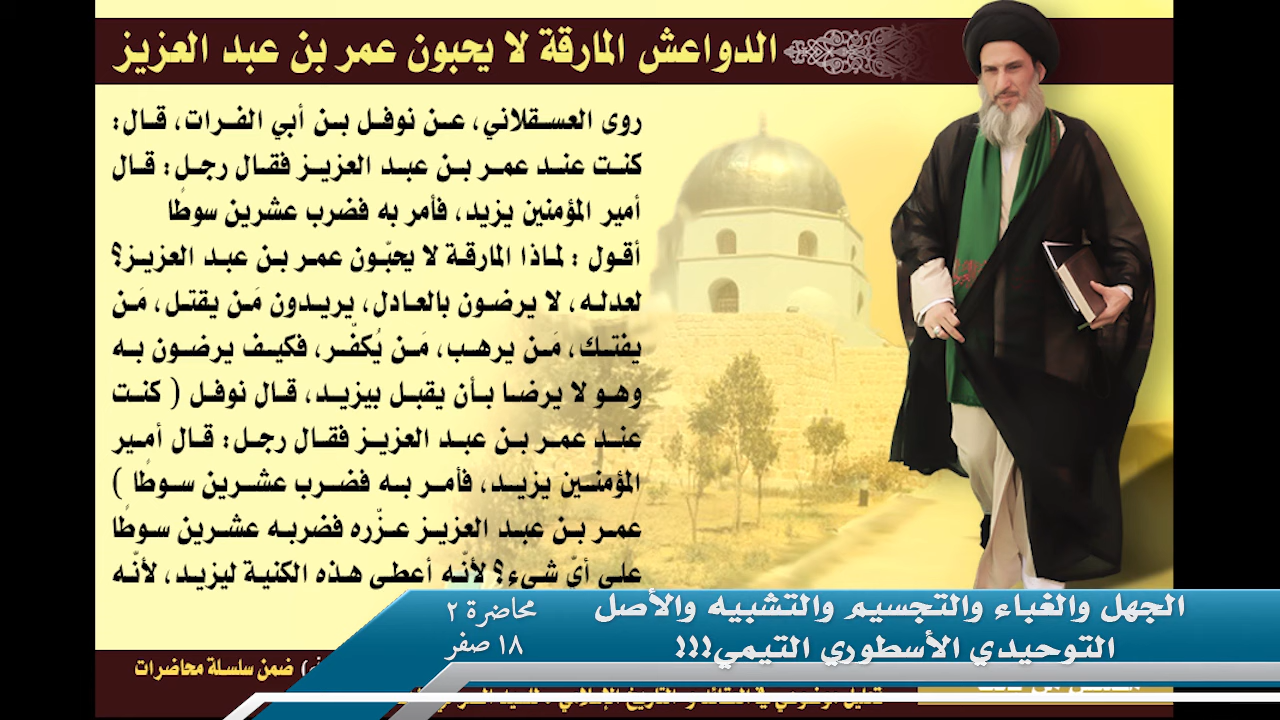 الدواعش المارقة لا يحبون عمر بن عبد العزيز
روى العسقلاني، عن نوفل بن أبي الفرات، قال:
كنت عند عمر بن عبد العزيز فقال رجل: قال
أمير المؤمنين يزيد، فأمر به فضرب عشرين سوطًا
أقول : لماذا المارقة لا يحبّون عمر بن عبد العزيز؟
لعدله، لا يرضون بالعادل، يريدون مَن يقتل، مَن
يفتك، مَن يرهب، مَن يُكفّر، فكيف يرضون به
وهو لا يرضا بأن يقبل بيزيد، قال نوفل ( كنت
عند عمر بن عبد العزيز فقال رجل: قال أمير
المؤمنين يزيد، فأمر به فضرب عشرين سوطًا )
عمر بن عبد العزيز عزّره فضربه عشرين سوطًا
على أيّ شيء؟ لأنّه أعطى هذه الكنية ليزيد، لأنّه
الجهل والغباء والتجسيم والتشبيه والأصل
التوحيدي الأسطوري التيمي!!!
محاضرة ٢
١٨ صفر
ضمن سلسلة محاضرات